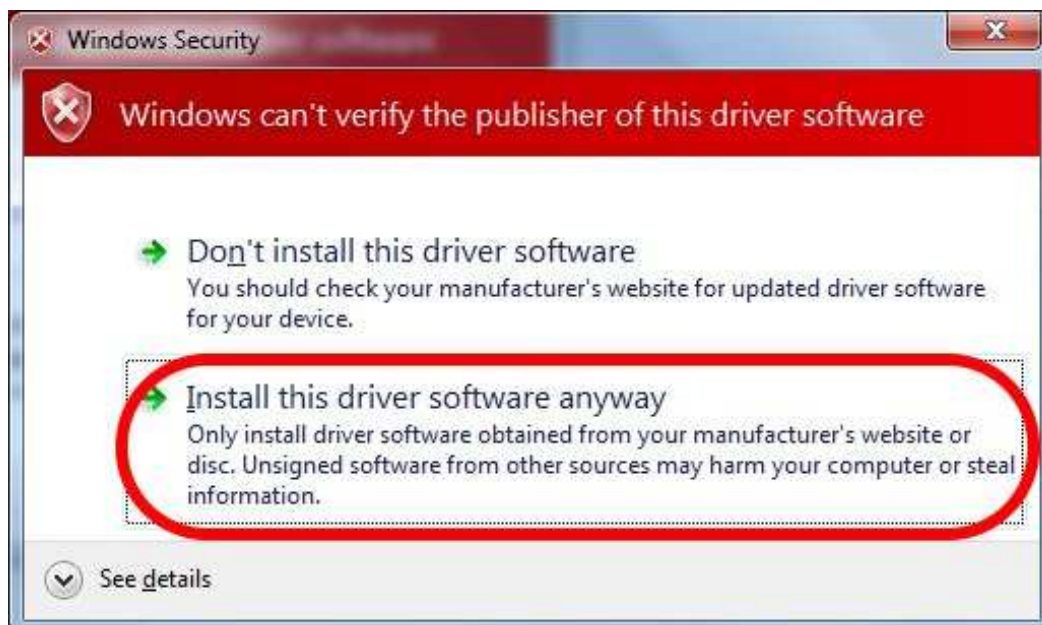 Windows Security
Windows can't verify the publisher of this driver software
Don't install this driver software
You should check your manufacturer's website for updated driver software
for your device.
Install this driver software anyway
Only install driver software obtained from your manufacturer's website or
disc. Unsigned software from other sources may harm your computer or steal
information.
See details